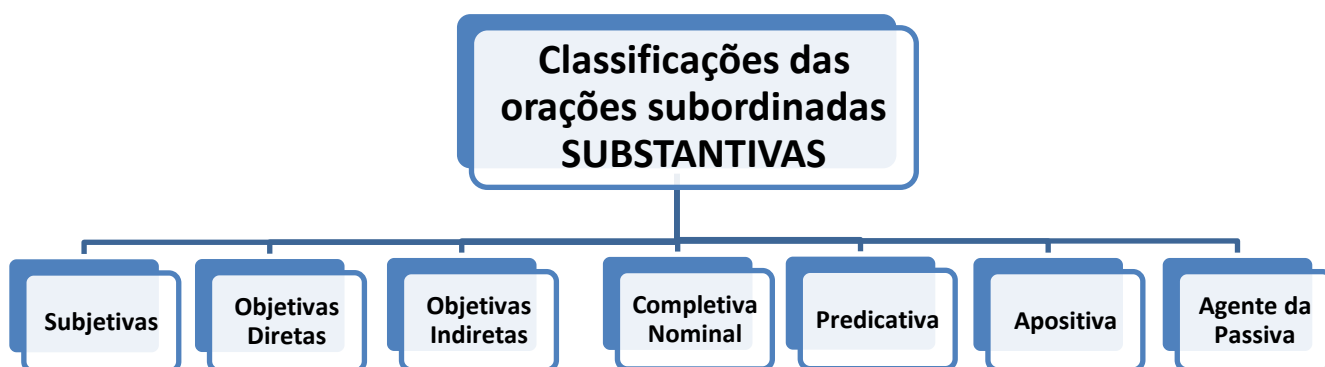 Classificações das
orações subordinadas
SUBSTANTIVAS
Subjetivas
Objetivas
Diretas
Objetivas
Indiretas
Completiva
Nominal
Predicativa
Apositiva
Agente da
Passiva